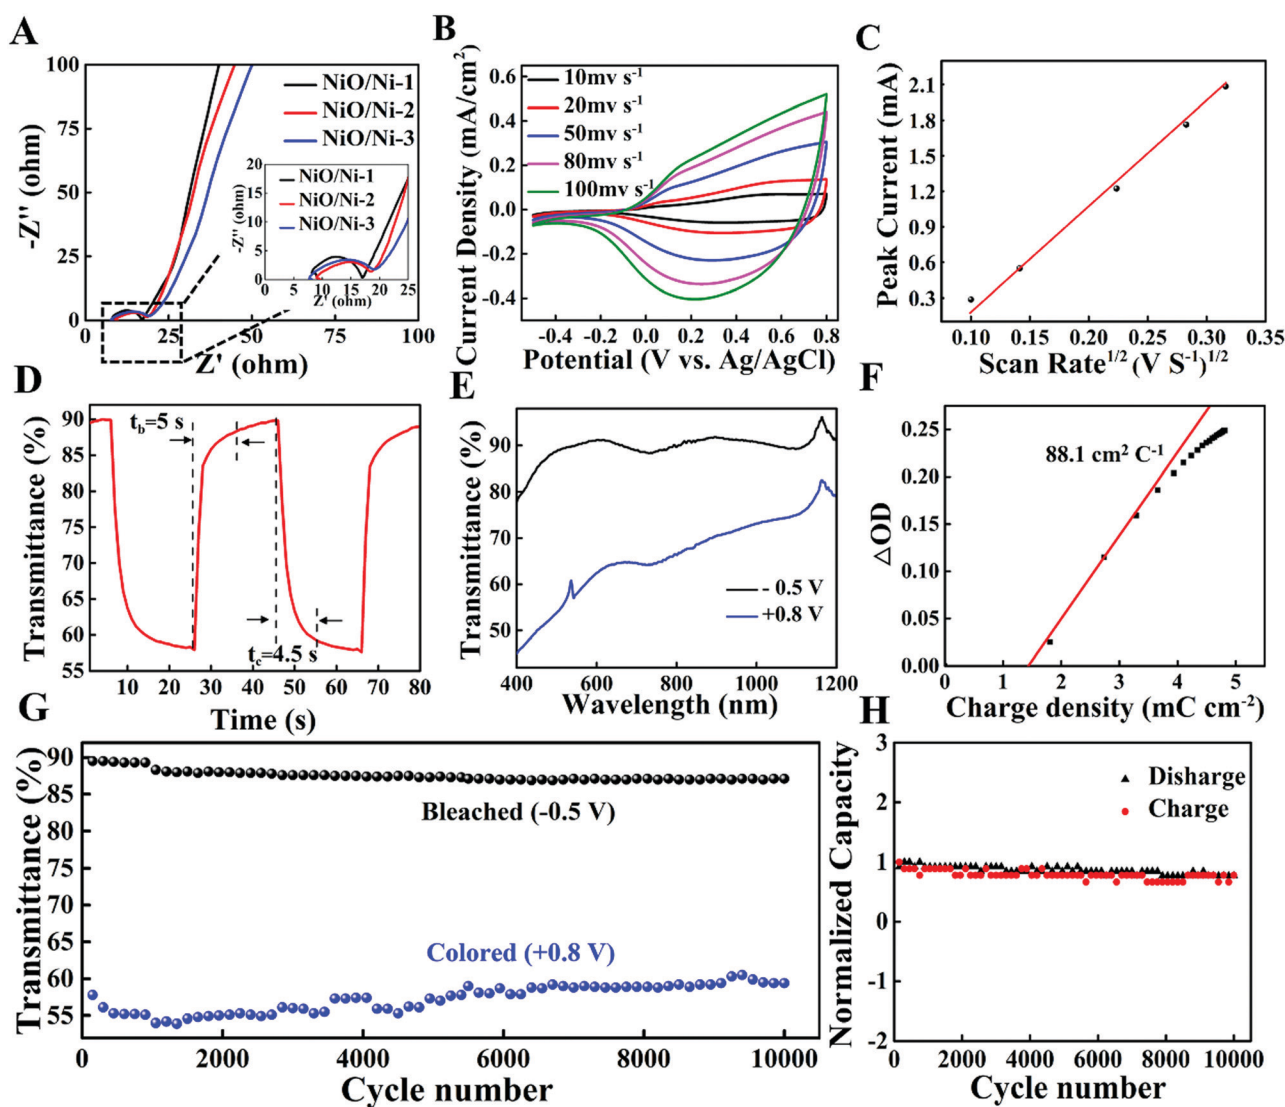 A
100
75
50
25
0
-Z'' (ohm)
NiO/Ni-1
NiO/Ni-2
NiO/Ni-3
20
15
10
5
0
-Z'' (ohm)
NiO/Ni-1
NiO/Ni-2
NiO/Ni-3
0 5 10 15 20 25
Z' (ohm)
0 25 50 75 100
Z' (ohm)
B
Current Density (mA/cm²)
0.6
0.4
0.2
0.0
-0.2
-0.4
10mv s⁻¹
20mv s⁻¹
50mv s⁻¹
80mv s⁻¹
100mv s⁻¹
-0.4 -0.2 0.0 0.2 0.4 0.6 0.8
Potential (V vs. Ag/AgCl)
C
Peak Current (mA)
2.1
1.8
1.2
0.6
0.3
0.10 0.15 0.20 0.25 0.30 0.35
Scan Rate¹/² (V S⁻¹)¹/²
D
Transmittance (%)
90
85
80
75
70
65
60
55
t_b=5 s
t_c=4.5 s
10 20 30 40 50 60 70 80
Time (s)
E
Transmittance (%)
90
80
70
60
50
- 0.5 V
+0.8 V
400 600 800 1000 1200
Wavelength (nm)
F
△OD
0.25
0.20
0.15
0.10
0.05
0.00
88.1 cm² C⁻¹
0 1 2 3 4 5
Charge density (mC cm⁻²)
G
Transmittance (%)
90
85
80
75
70
65
60
55
Bleached (-0.5 V)
Colored (+0.8 V)
0 2000 4000 6000 8000 10000
Cycle number
H
Normalized Capacity
3
2
1
0
-1
-2
Disharge
Charge
0 2000 4000 6000 8000 10000
Cycle number